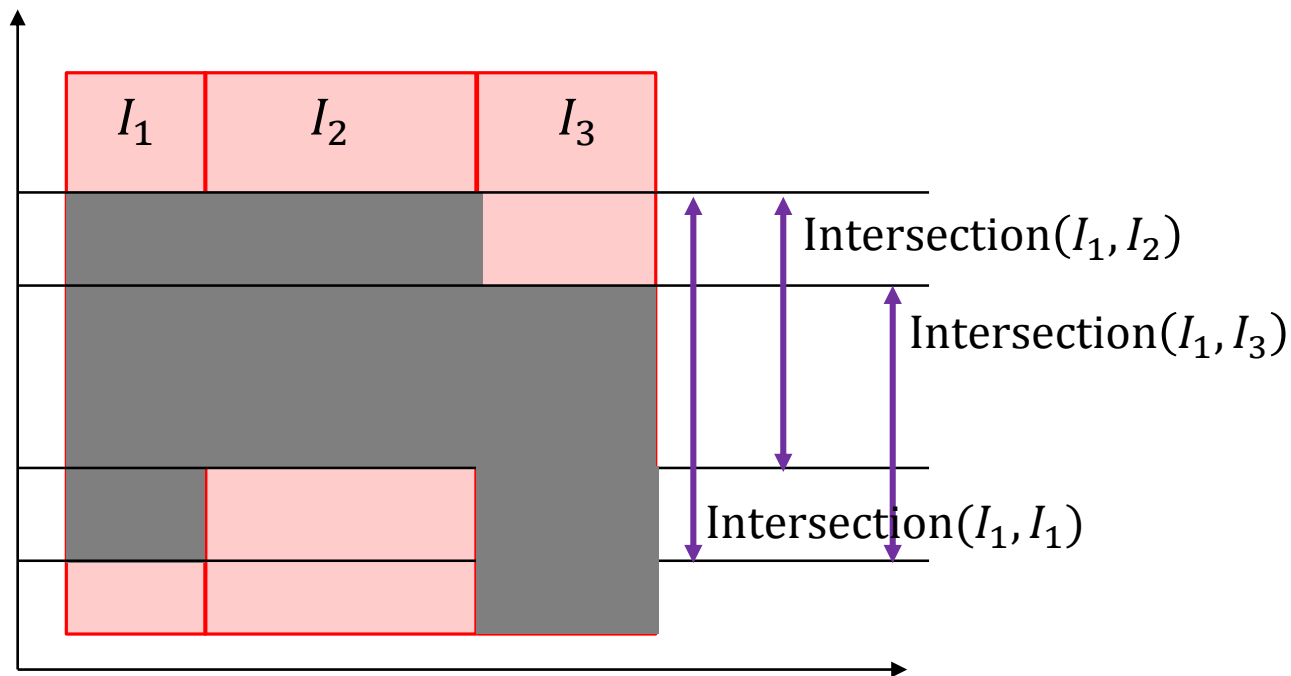 I₁ I₂ I₃
Intersection(I₁, I₂)
Intersection(I₁, I₃)
Intersection(I₁, I₁)